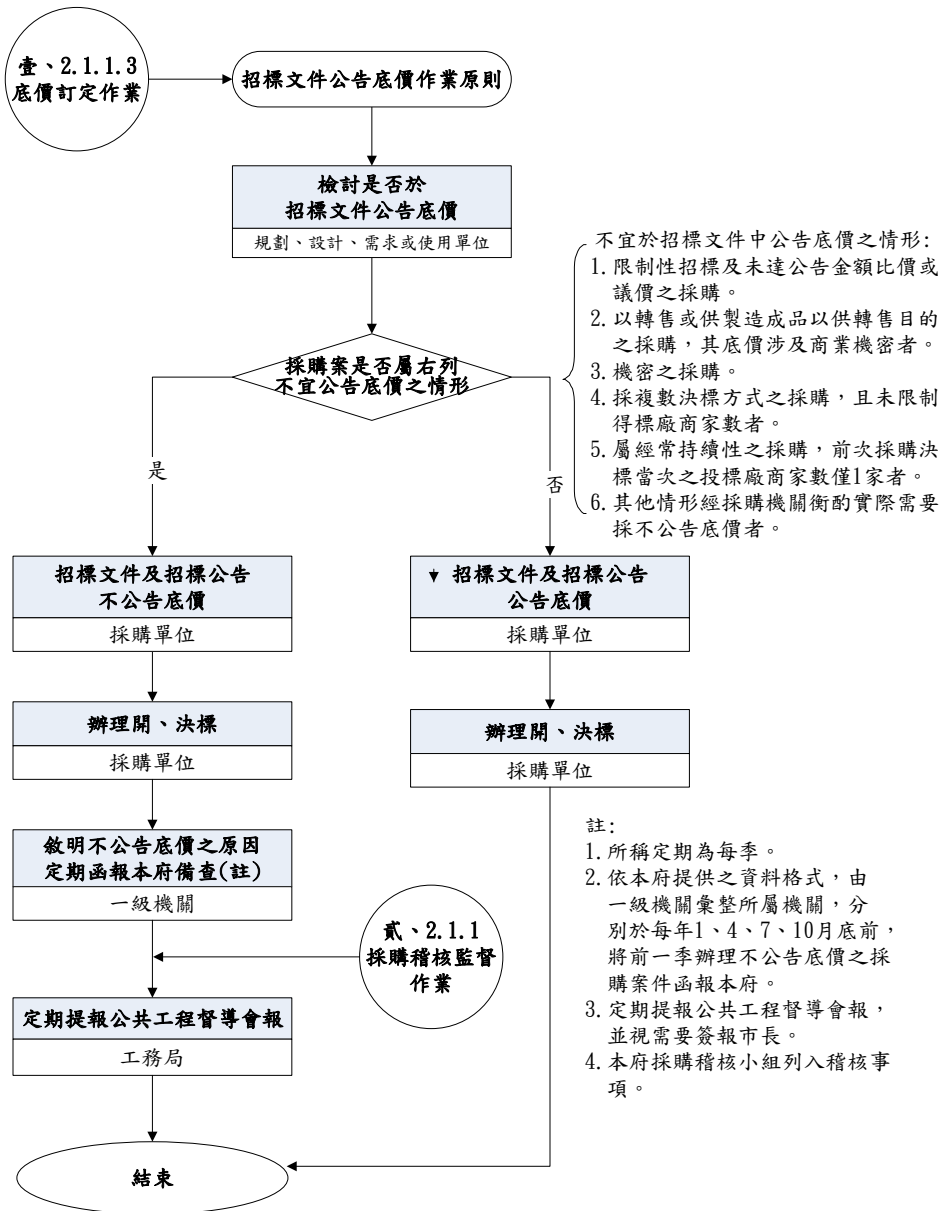 壹、2.1.1.3
底價訂定作業
招標文件公告底價作業原則
檢討是否於
招標文件公告底價
規劃、設計、需求或使用單位
採購案是否屬右列
不宜公告底價之情形
不宜於招標文件中公告底價之情形:
1. 限制性招標及未達公告金額比價或
議價之採購。
2. 以轉售或供製造成品以供轉售目的
之採購，其底價涉及商業機密者。
3. 機密之採購。
4. 採複數決標方式之採購，且未限制
得標廠商家數者。
5. 屬經常持續性之採購，前次採購決
標當次之投標廠商家數僅1家者。
6. 其他情形經採購機關衡酌實際需要
採不公告底價者。
是
否
招標文件及招標公告
不公告底價
採購單位
招標文件及招標公告
公告底價
採購單位
辦理開、決標
採購單位
辦理開、決標
採購單位
敘明不公告底價之原因
定期函報本府備查(註)
一級機關
貳、2.1.1
採購稽核監督
作業
定期提報公共工程督導會報
工務局
結束
註:
1. 所稱定期為每季。
2. 依本府提供之資料格式，由
一級機關彙整所屬機關，分
別於每年1、4、7、10月底前，
將前一季辦理不公告底價之採
購案件函報本府。
3. 定期提報公共工程督導會報，
並視需要簽報市長。
4. 本府採購稽核小組列入稽核事
項。